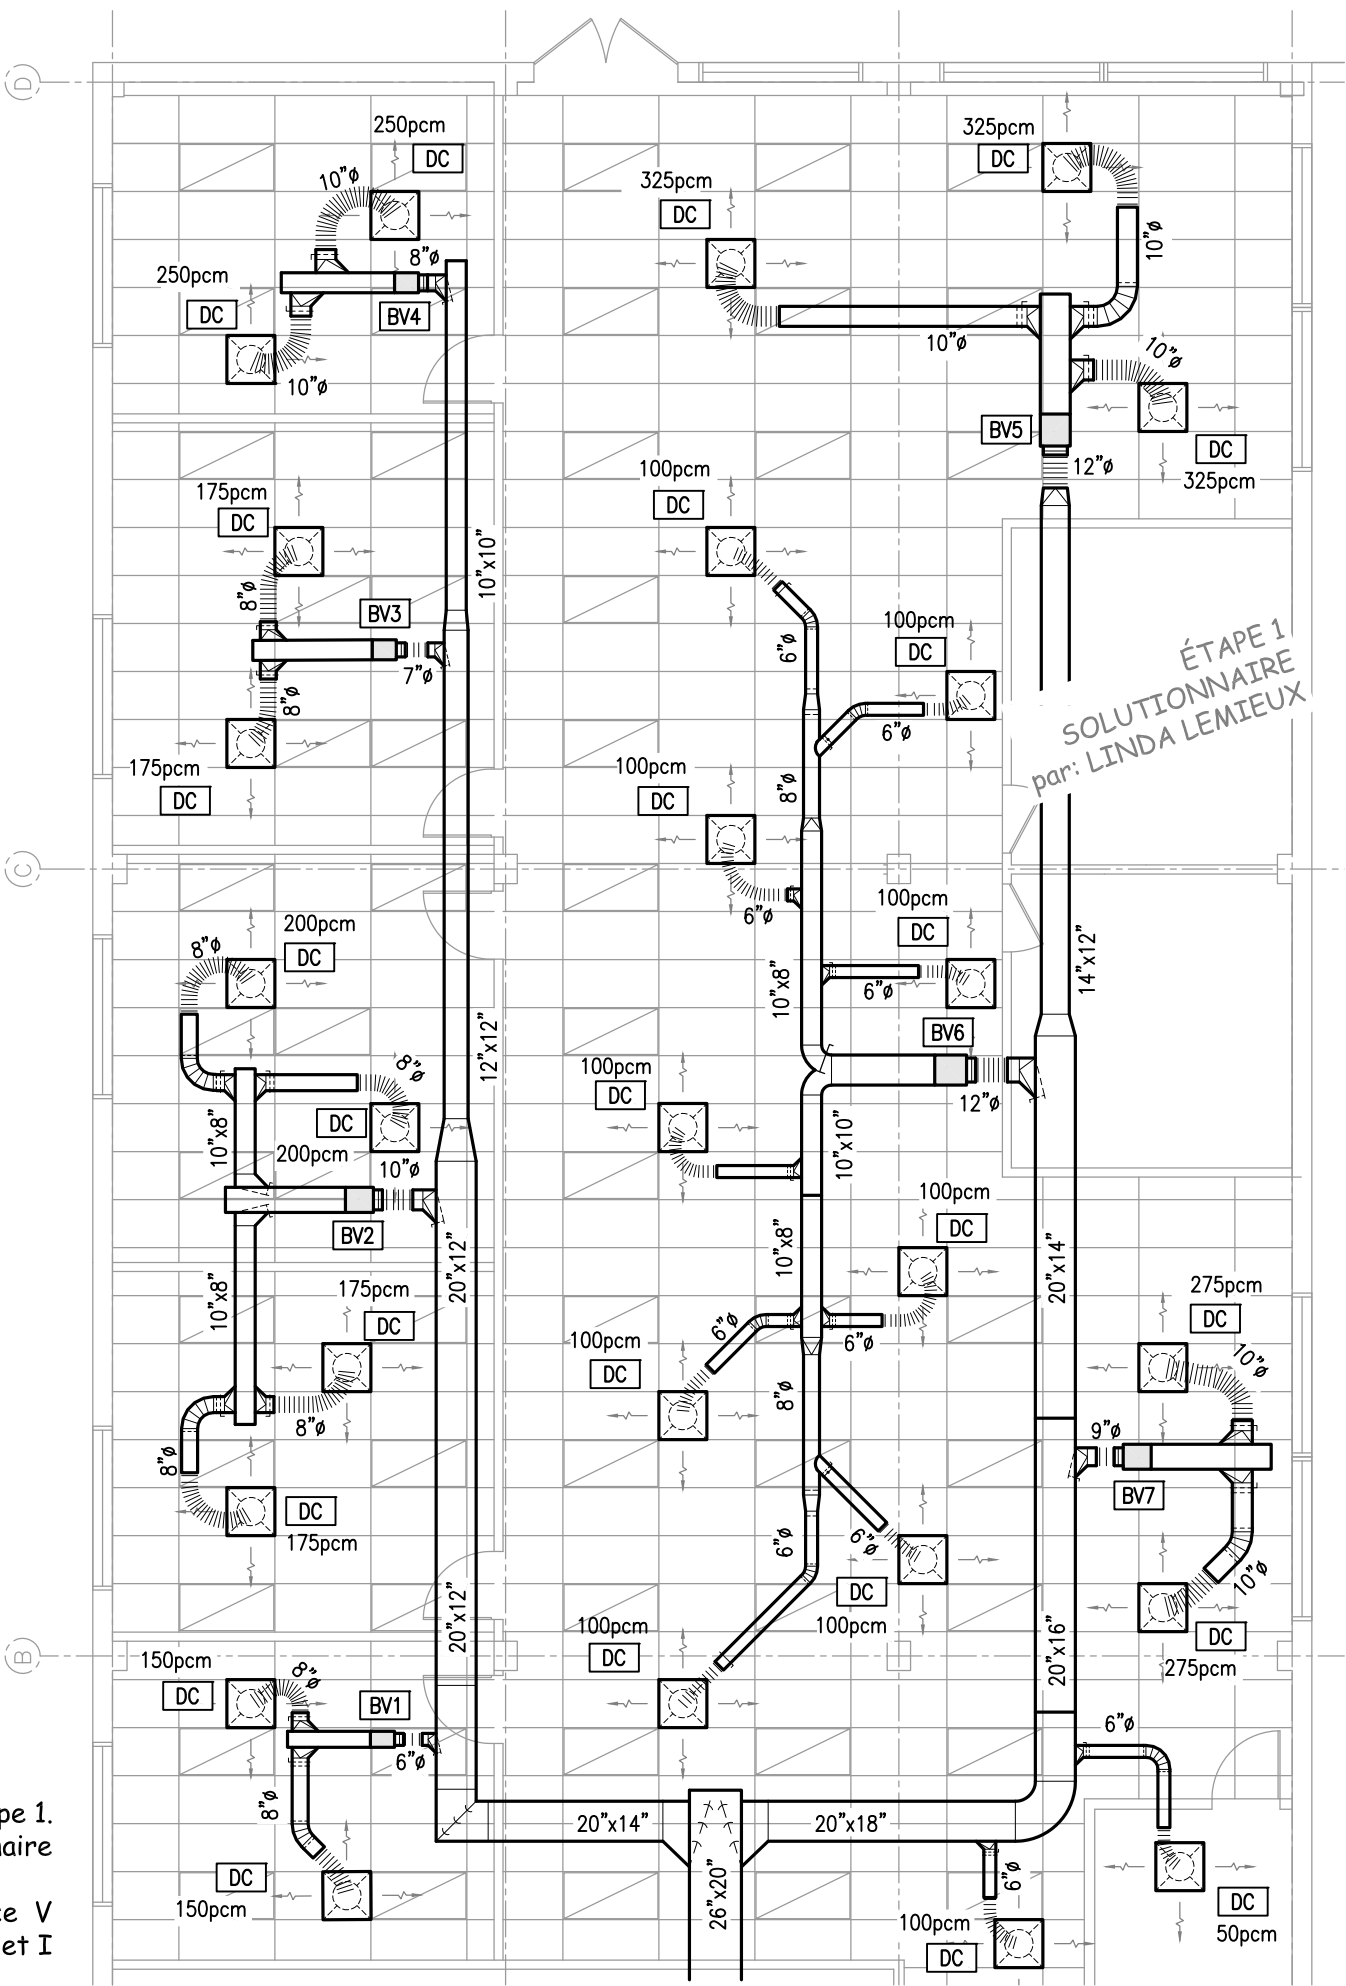 D
250pcm
DC
10"ø
8"ø
250pcm
DC
BV4
10"ø
325pcm
DC
325pcm
DC
10"ø
10"ø
10"ø
BV5
12"ø
DC
325pcm
175pcm
DC
8"ø
BV3
7"ø
8"ø
175pcm
DC
10"x10"
100pcm
DC
6"ø
100pcm
DC
6"ø
ÉTAPE 1
SOLUTIONNAIRE
par: LINDA LEMIEUX
100pcm
DC
8"ø
C
6"ø
100pcm
DC
10"x8"
6"ø
14"x12"
200pcm
8"ø
DC
12"x12"
BV6
12"ø
8"ø
DC
10"x8"
200pcm
10"ø
BV2
100pcm
DC
10"x10"
100pcm
DC
10"x8"
20"x12"
20"x14"
10"x8"
175pcm
DC
8"ø
8"ø
DC
175pcm
100pcm
DC
6"ø
6"ø
8"ø
275pcm
DC
10"ø
9"ø
BV7
10"ø
DC
275pcm
6"ø
6"ø
DC
100pcm
20"x12"
20"x16"
B
100pcm
DC
150pcm
DC
8"ø
BV1
6"ø
8"ø
DC
150pcm
6"ø
20"x14"
20"x18"
26"x20"
6"ø
100pcm
DC
DC
50pcm
pe 1.
aire
e V
et I